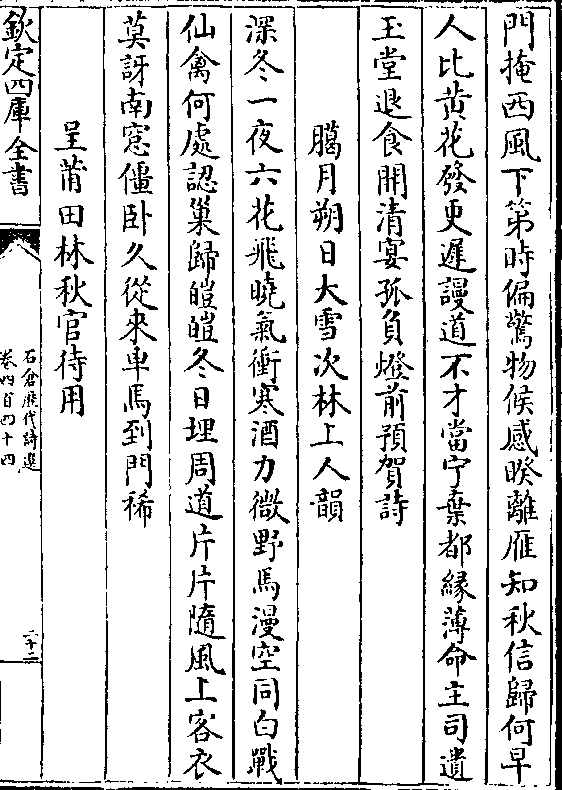 門掩西風下第時偏驚物候感暌離雁知秋信歸何早
人比黄花發更遲謾道不才當宁棄都縁薄命主司遺
玉堂退食開清宴孤負燈前預賀詩
臈月朔日大雪次林上人韻
深冬一夜六花飛曉氣衝寒酒力微野馬漫空同白戰
仙禽何處認巢歸皚皚冬日埋周道片片隨風上客衣
莫訝南窓僵卧久從來車馬到門稀
呈莆田林秋官待用
欽定四庫全書
石倉歷代詩選
卷四百四十四
二十二